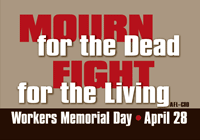 MOURN
for the Dead
FIGHT
for the Living
AFL-CIO
Workers Memorial Day • April 28